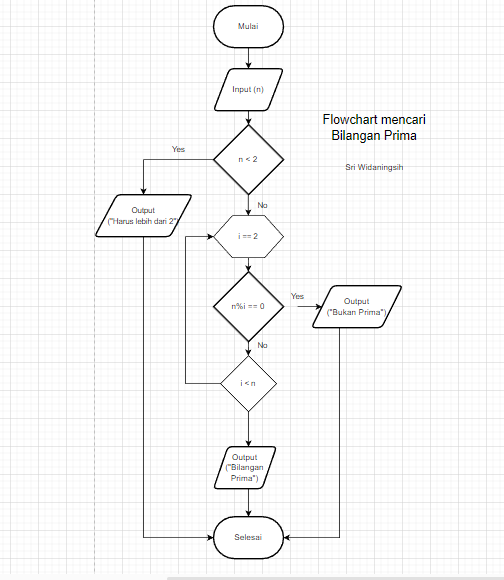 Mulai
Input (n)
Flowchart mencari
Bilangan Prima
Sri Widaningsih
n < 2
Yes
No
Output
("Harus lebih dari 2")
i == 2
n%i == 0
Yes
Output
("Bukan Prima")
No
i < n
Output
("Bilangan
Prima")
Selesai